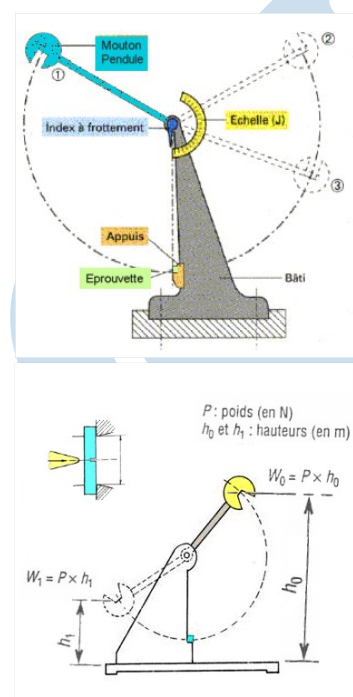 Mouton
Pendule
①
②
Index à frottement
Echelle (J)
③
Appuis
Eprouvette
Bâti
P: poids (en N)
h₀ et h₁ : hauteurs (en m)
W₀ = P × h₀
W₁ = P × h₁
h₀
h₁